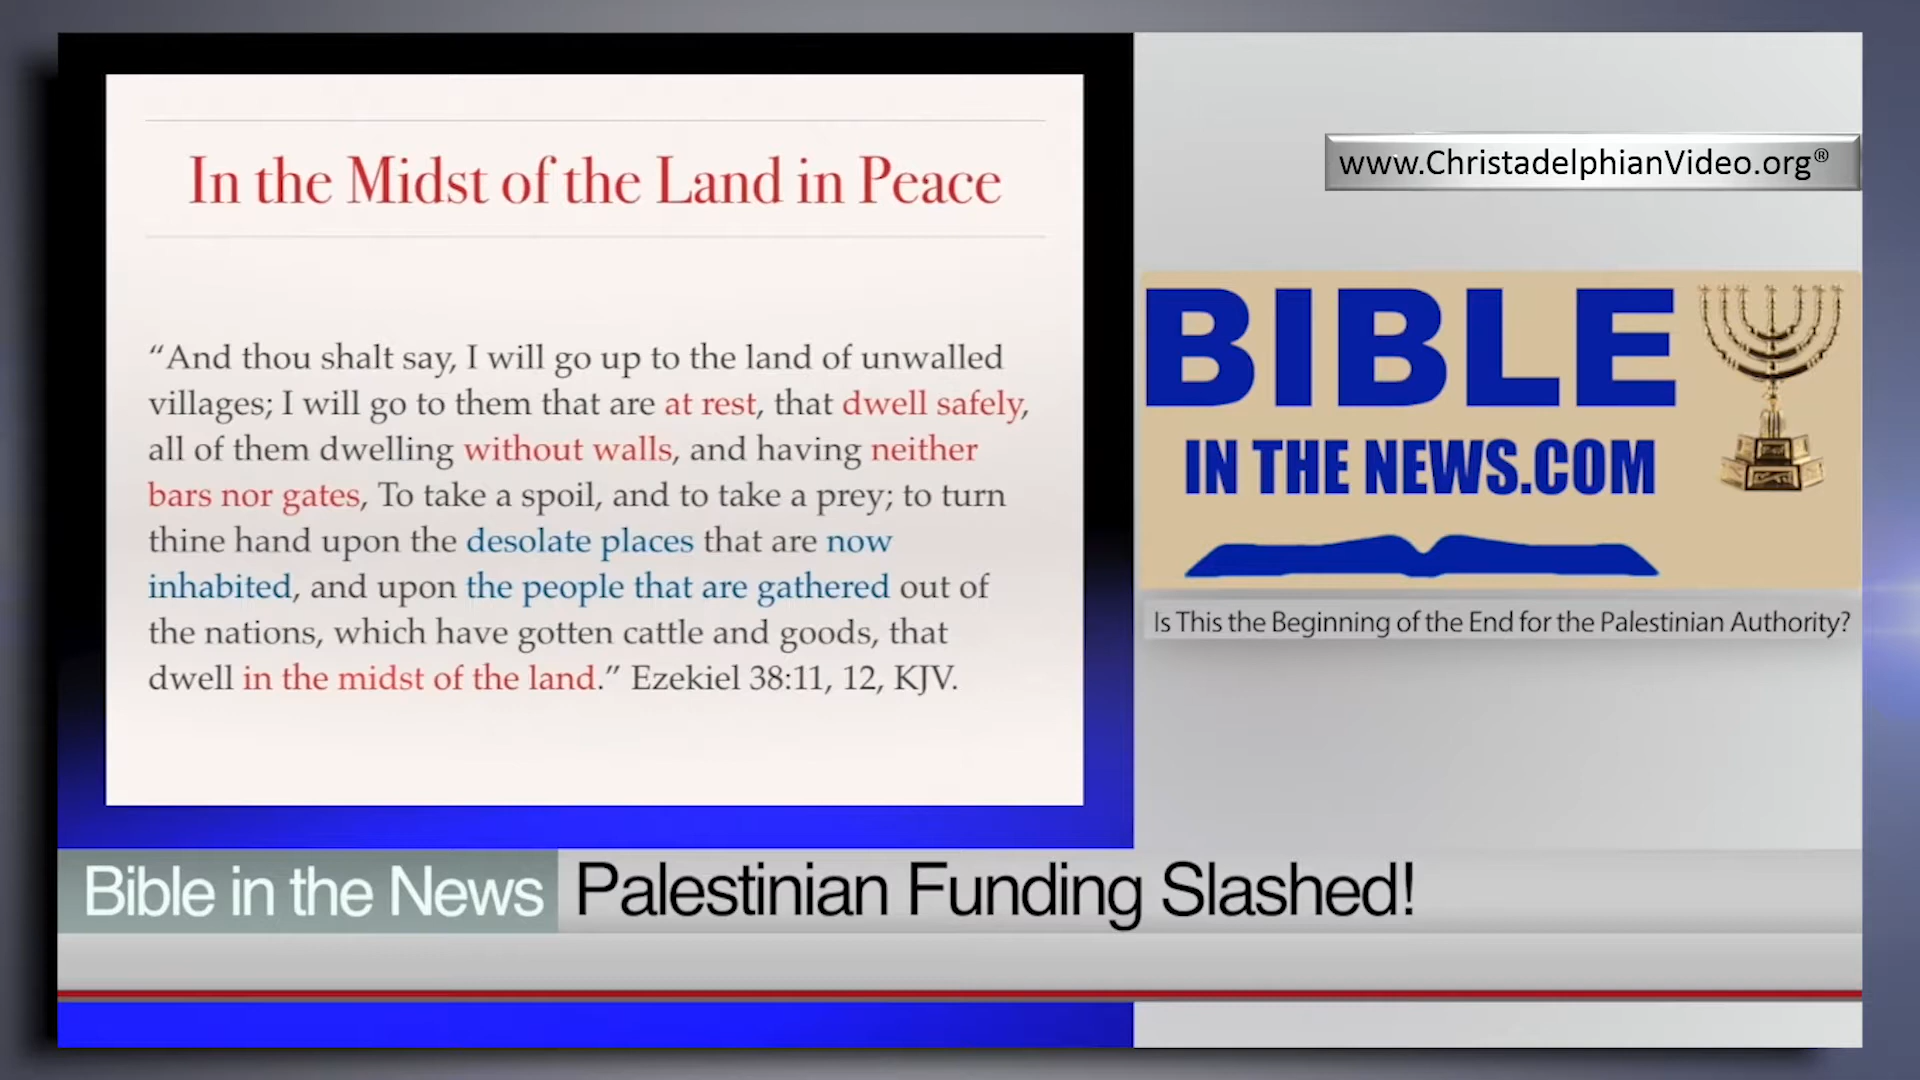 In the Midst of the Land in Peace
“And thou shalt say, I will go up to the land of unwalled
villages; I will go to them that are at rest, that dwell safely,
all of them dwelling without walls, and having neither
bars nor gates, To take a spoil, and to take a prey; to turn
thine hand upon the desolate places that are now
inhabited, and upon the people that are gathered out of
the nations, which have gotten cattle and goods, that
dwell in the midst of the land.” Ezekiel 38:11, 12, KJV.
www.ChristadelphianVideo.org®
BIBLE
IN THE NEWS.COM
Is This the Beginning of the End for the Palestinian Authority?
Bible in the News Palestinian Funding Slashed!